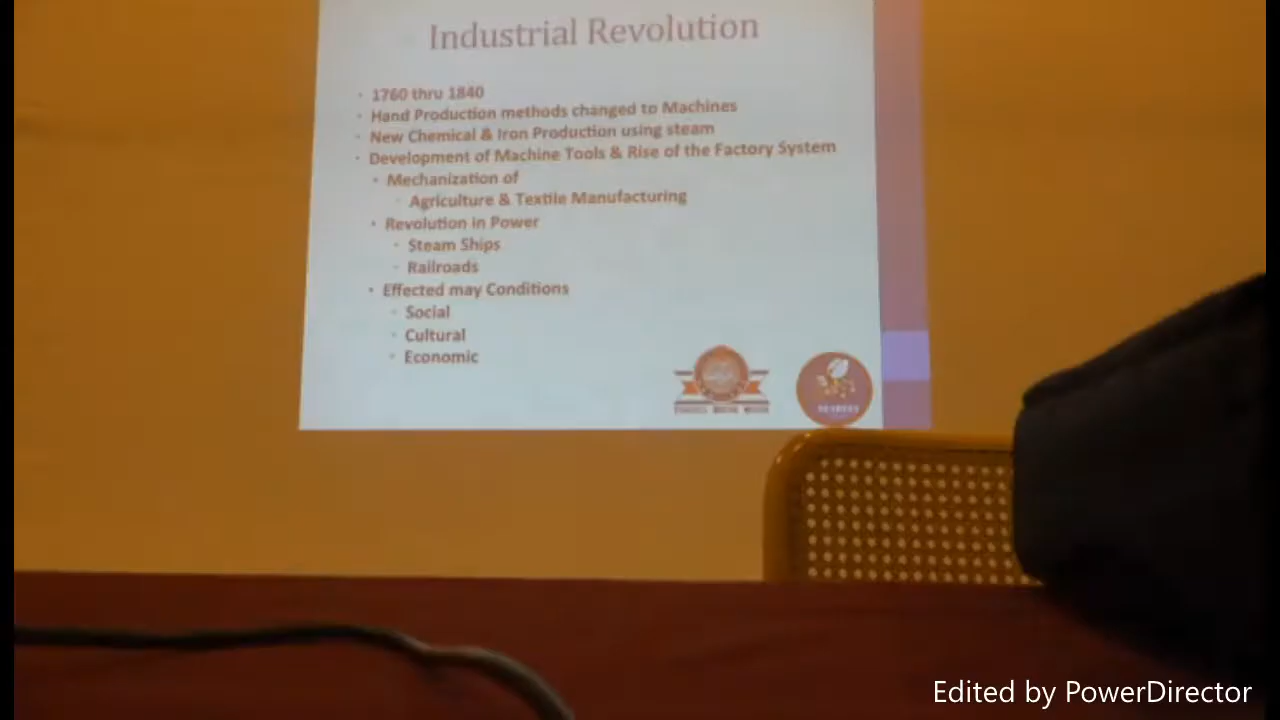 Industrial Revolution
· 1760 thru 1840
· Hand Production methods changed to Machines
· New Chemical & Iron Production using steam
· Development of Machine Tools & Rise of the Factory System
· Mechanization of
· Agriculture & Textile Manufacturing
· Revolution in Power
· Steam Ships
· Railroads
· Effected may Conditions
· Social
· Cultural
· Economic
SEABEES
Edited by PowerDirector